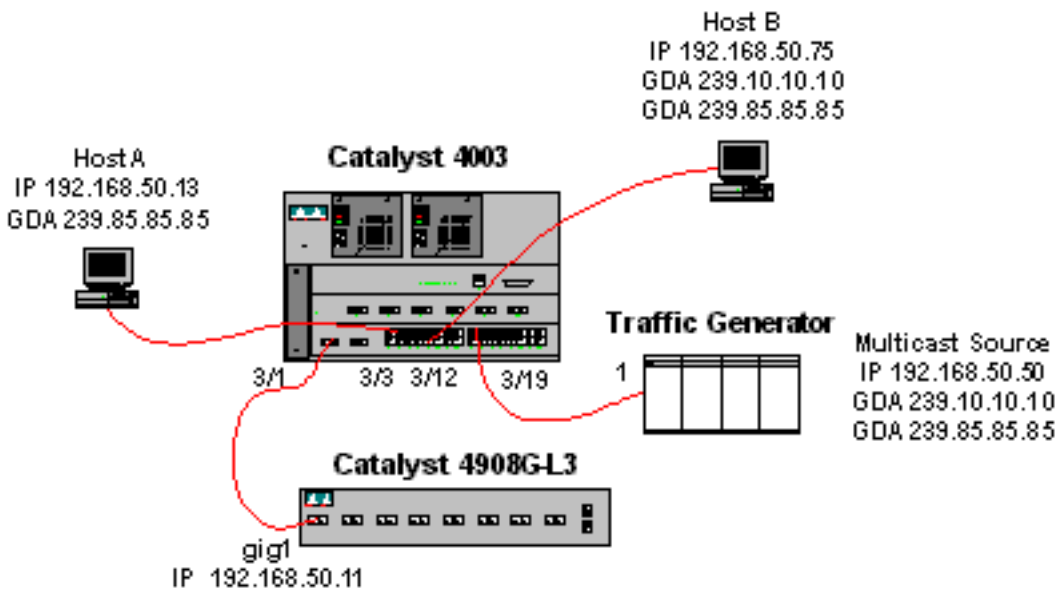 Host B
IP 192.168.50.75
GDA 239.10.10.10
GDA 239.85.85.85
Host A
IP 192.168.50.13
GDA 239.85.85.85
Catalyst 4003
Traffic Generator
Multicast Source
IP 192.168.50.50
GDA 239.10.10.10
GDA 239.85.85.85
3/1
3/3
3/12
3/19
1
Catalyst 4908G-L3
gig1
IP 192.168.50.11